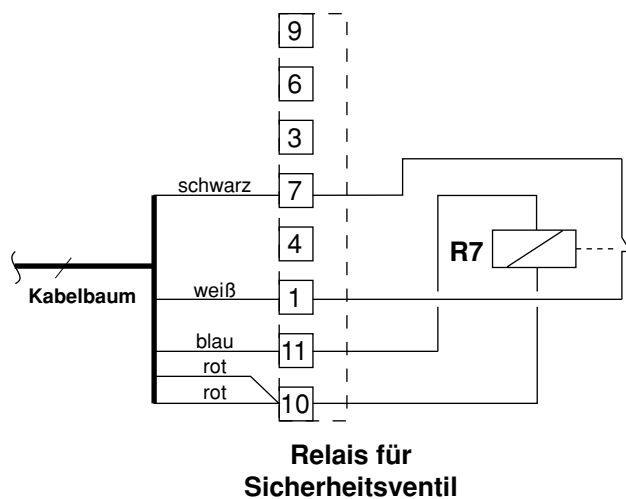 9
6
3
schwarz
7
4
R7
Kabelbaum
weiß
1
blau
11
rot
rot
10
Relais für
Sicherheitsventil